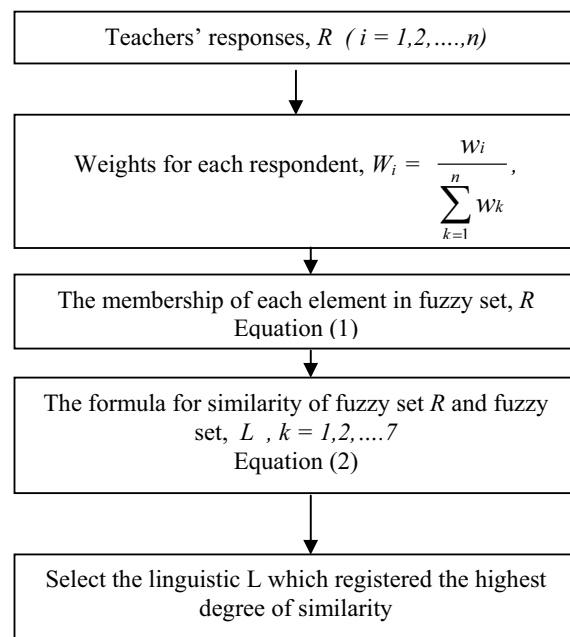 Teachers' responses, R ( i = 1,2,....,n)
Weights for each respondent, W_i = \frac{w_i}{\sum_{k=1}^{n} w_k} ,
The membership of each element in fuzzy set, R
Equation (1)
The formula for similarity of fuzzy set R and fuzzy
set, L , k = 1,2,....7
Equation (2)
Select the linguistic L which registered the highest
degree of similarity